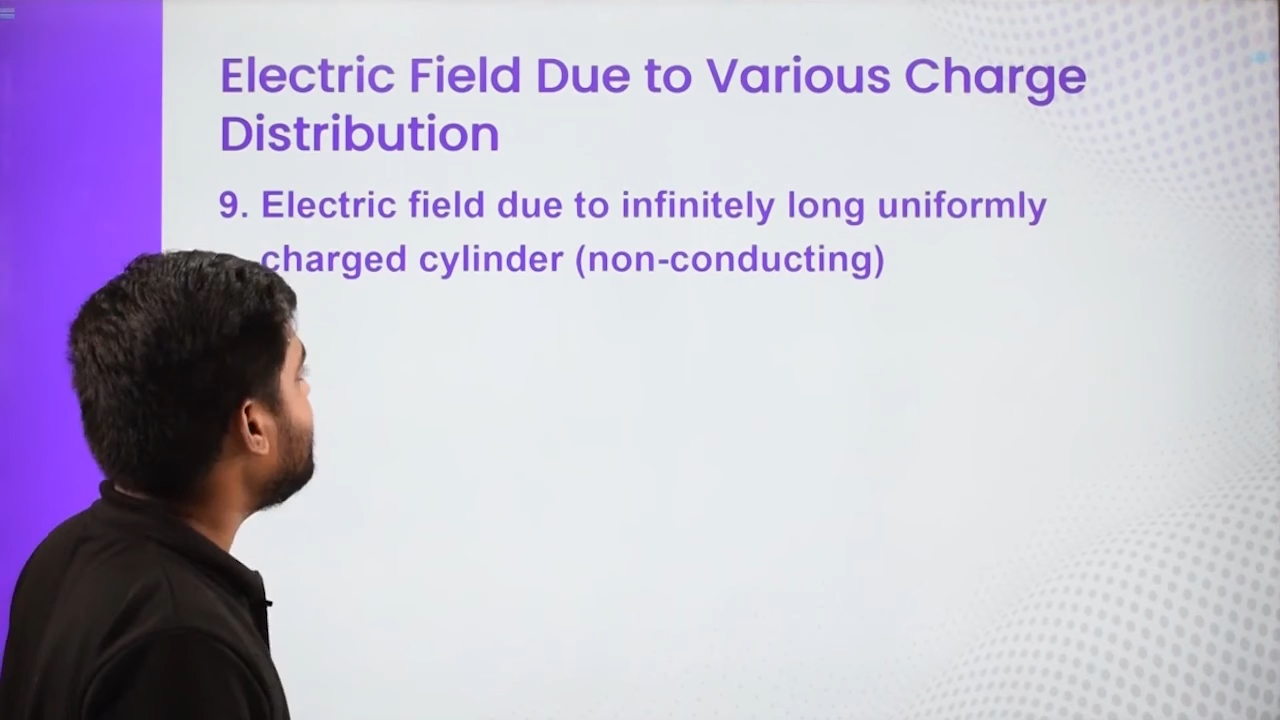 Electric Field Due to Various Charge
Distribution
9. Electric field due to infinitely long uniformly
charged cylinder (non-conducting)